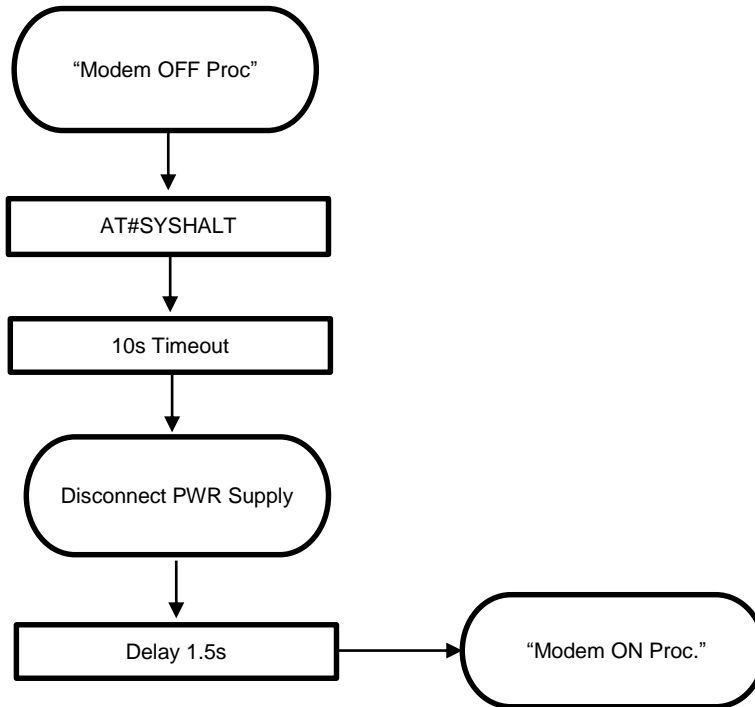 “Modem OFF Proc”
AT#SYSHALT
10s Timeout
Disconnect PWR Supply
Delay 1.5s
“Modem ON Proc.”